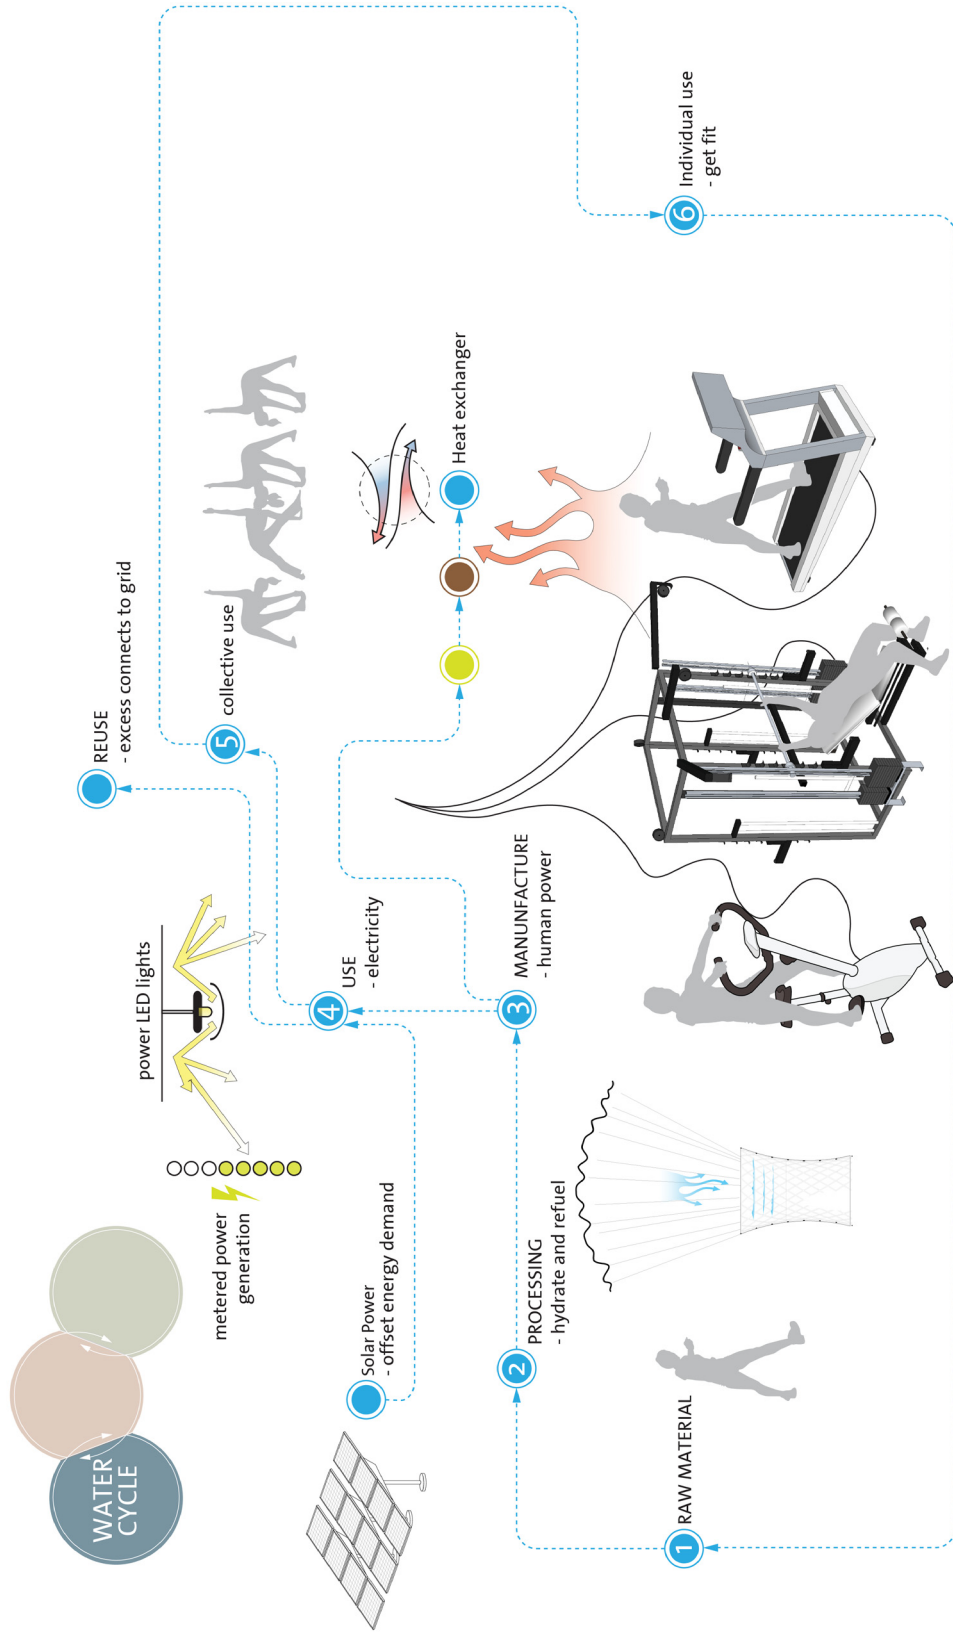 WATER
CYCLE
metered power
generation
power LED lights
REUSE
- excess connects to grid
Solar Power
- offset energy demand
4
USE
- electricity
5
collective use
1
RAW MATERIAL
2
PROCESSING
- hydrate and refuel
3
MANUNFACTURE
- human power
Heat exchanger
6
Individual use
- get fit